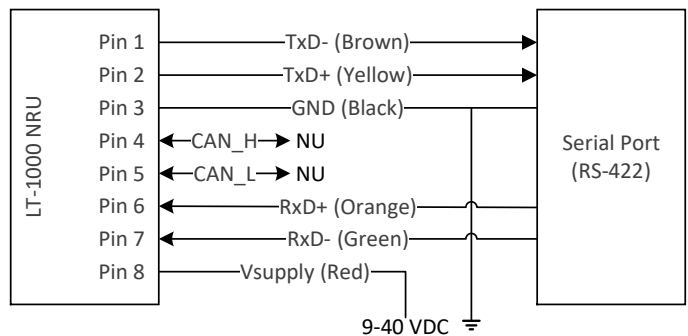 LT-1000 NRU
Pin 1 TxD- (Brown)
Pin 2 TxD+ (Yellow)
Pin 3 GND (Black)
Pin 4 CAN_H NU
Pin 5 CAN_L NU
Pin 6 RxD+ (Orange)
Pin 7 RxD- (Green)
Pin 8 Vsupply (Red)
9-40 VDC
Serial Port
(RS-422)